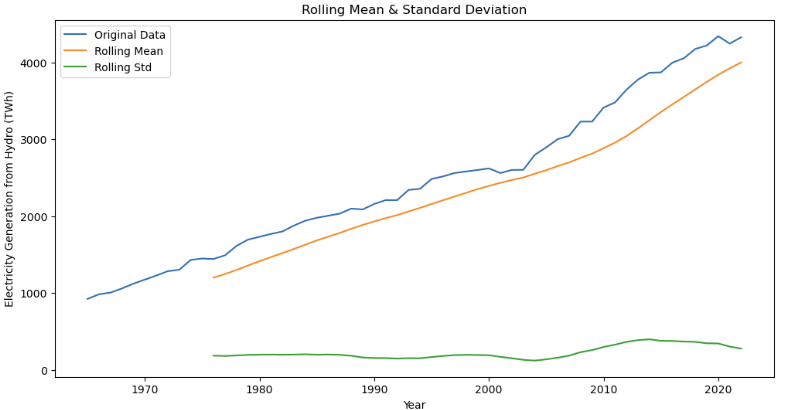 Rolling Mean & Standard Deviation
Original Data
Rolling Mean
Rolling Std
Electricity Generation from Hydro (TWh)
4000
3000
2000
1000
0
1970 1980 1990 2000 2010 2020
Year